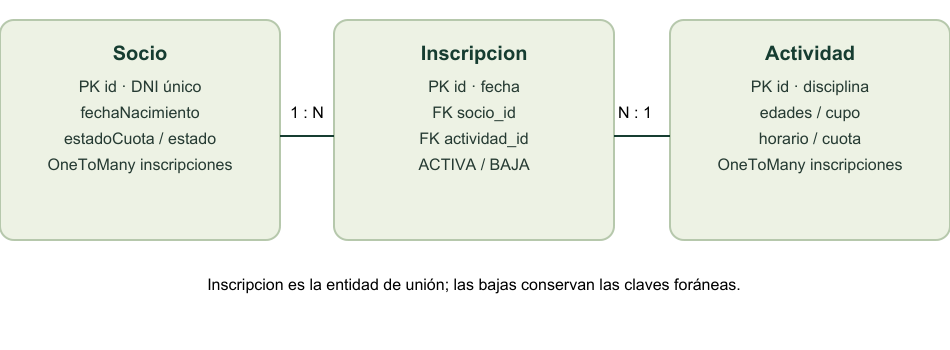 Socio
PK id · DNI único
fechaNacimiento
estadoCuota / estado
OneToMany inscripciones
1 : N
Inscripcion
PK id · fecha
FK socio_id
FK actividad_id
ACTIVA / BAJA
N : 1
Actividad
PK id · disciplina
edades / cupo
horario / cuota
OneToMany inscripciones
Inscripcion es la entidad de unión; las bajas conservan las claves foráneas.